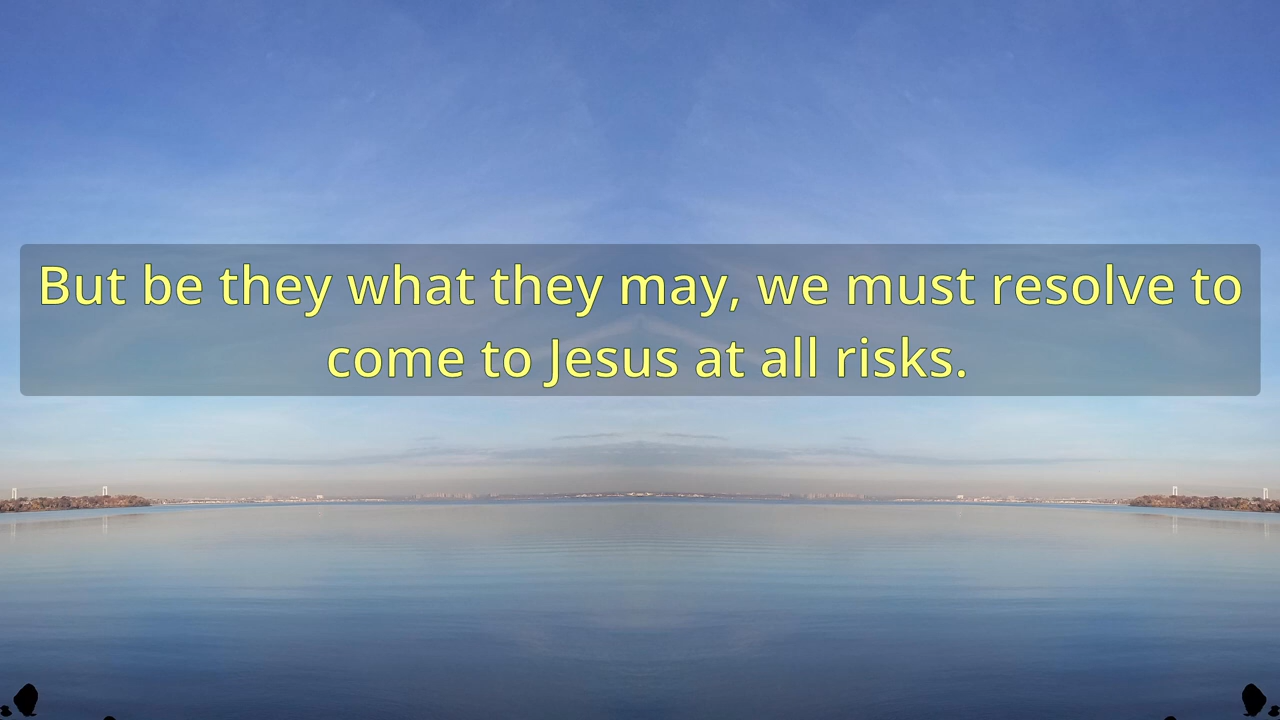 But be they what they may, we must resolve to
come to Jesus at all risks.